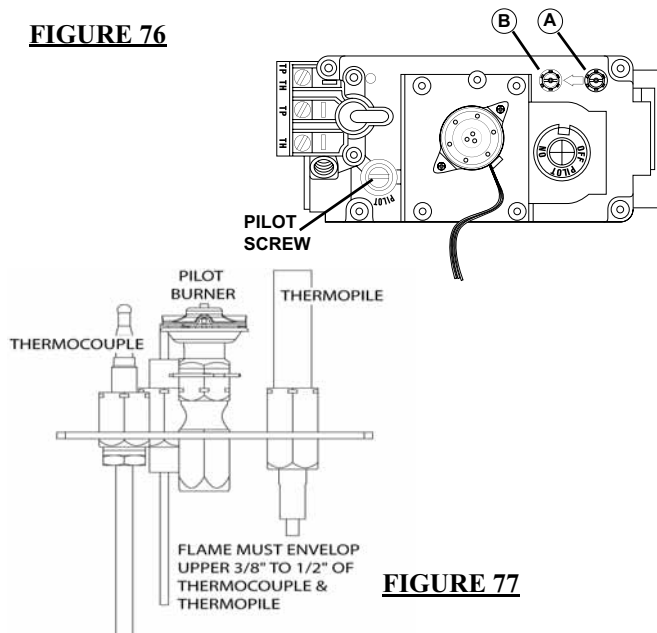 FIGURE 76
B
A
TP TH
TP
TH
OFF PILOT ON
PILOT
PILOT
SCREW
PILOT
BURNER
THERMOPILE
THERMOCOUPLE
FLAME MUST ENVELOP
UPPER 3/8" TO 1/2" OF
THERMOCOUPLE &
THERMOPILE
FIGURE 77